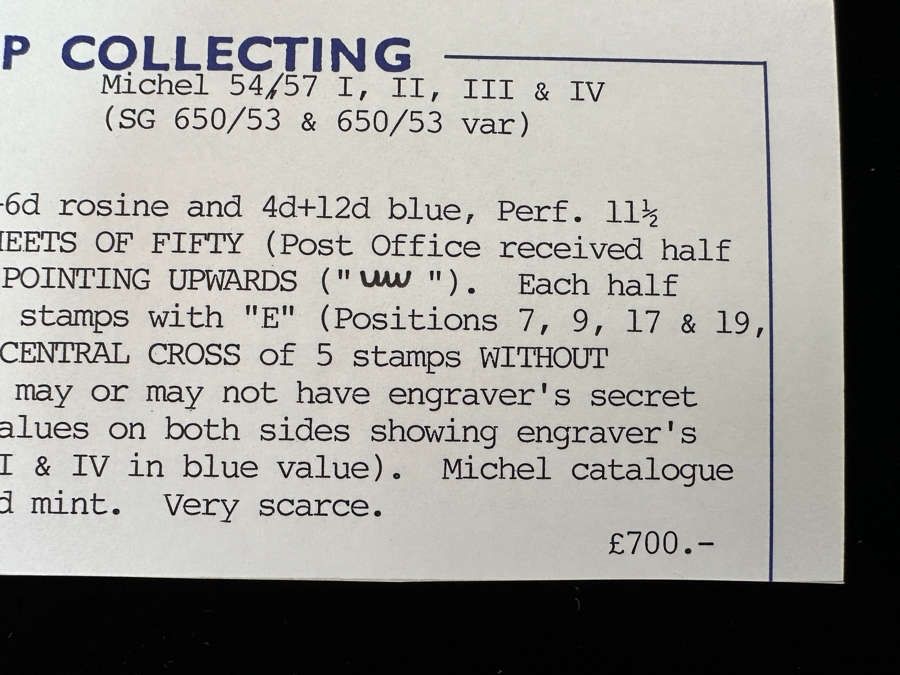 P COLLECTING
Michel 54/57 I, II, III & IV
(SG 650/53 & 650/53 var)
-6d rosine and 4d+12d blue, Perf. 11½
EETS OF FIFTY (Post Office received half
POINTING UPWARDS (" "). Each half
stamps with "E" (Positions 7, 9, 17 & 19,
CENTRAL CROSS of 5 stamps WITHOUT
may or may not have engraver's secret
alues on both sides showing engraver's
I & IV in blue value). Michel catalogue
d mint. Very scarce.
£700.-